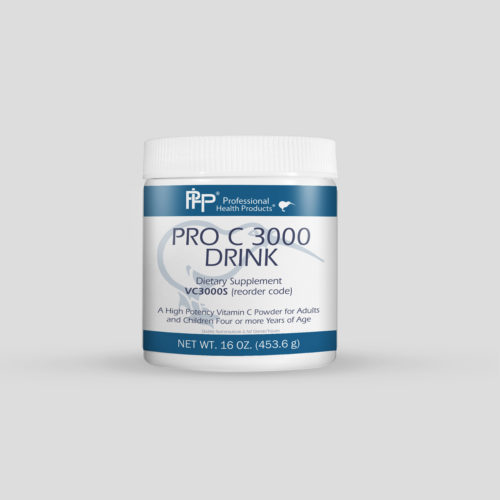 PHP® Professional
Health Products®
PRO C 3000
DRINK
Dietary Supplement
VC3000S (reorder code)
A High Potency Vitamin C Powder for Adults
and Children Four or more Years of Age
NET WT. 16 OZ. (453.6 g)